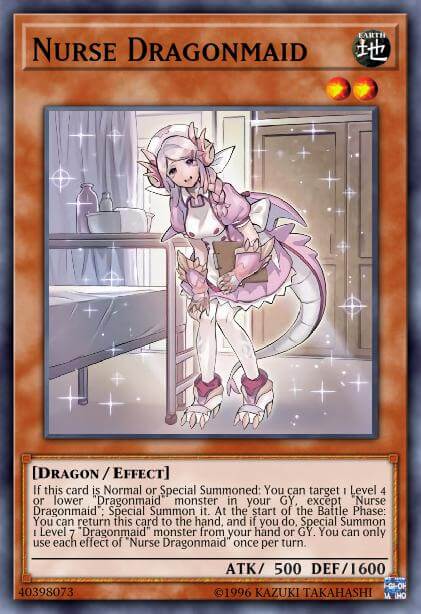 NURSE DRAGONMAID
EARTH
地
[DRAGON / EFFECT]
If this card is Normal or Special Summoned: You can target 1 Level 4
or lower "Dragonmaid" monster in your GY, except "Nurse
Dragonmaid"; Special Summon it. At the start of the Battle Phase:
You can return this card to the hand, and if you do, Special Summon
1 Level 7 "Dragonmaid" monster from your hand or GY. You can only
use each effect of "Nurse Dragonmaid" once per turn.
ATK/ 500 DEF/1600
40398073 ©1996 KAZUKI TAKAHASHI